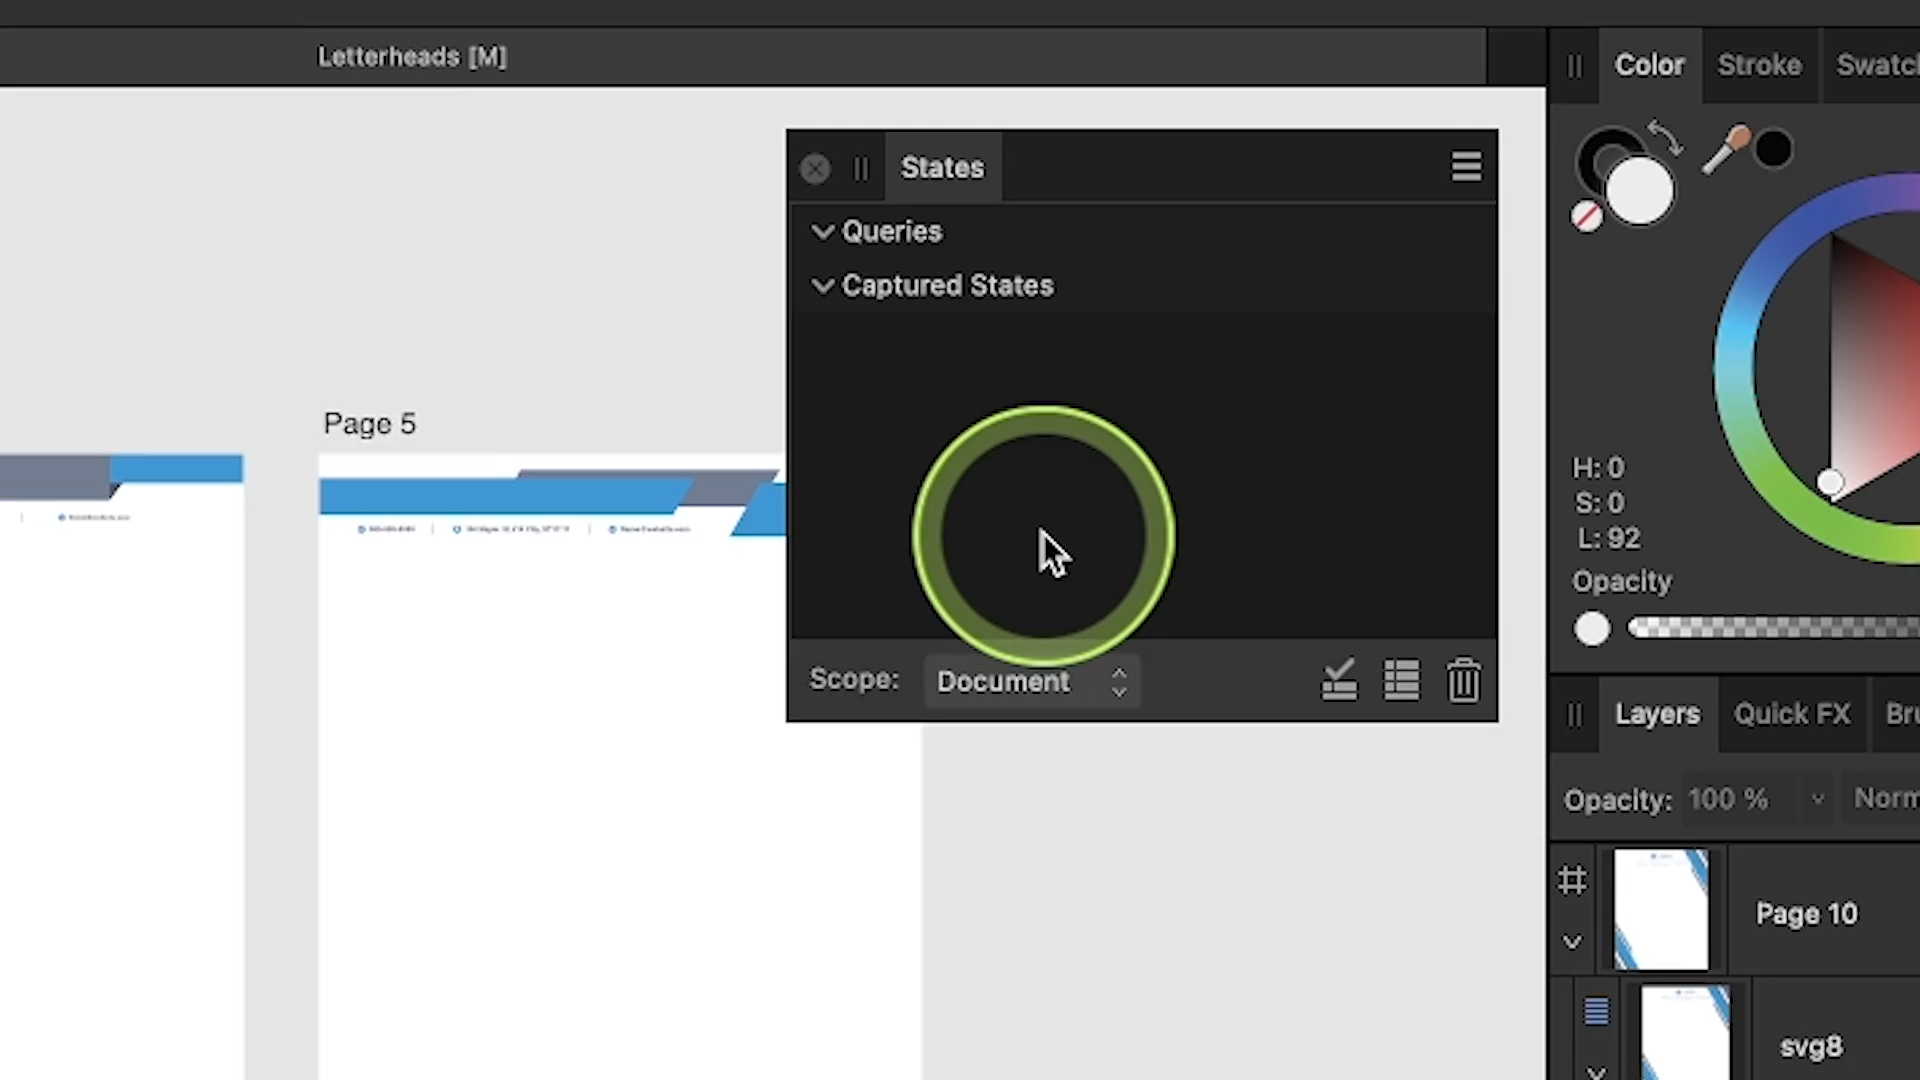 Letterheads [M]
Color
Stroke
Swatc
States
Queries
Captured States
Page 5
H: 0
S: 0
L: 92
Opacity
Scope: Document
Layers
Quick FX
Bru
Opacity: 100 %
Norm
Page 10
svg8